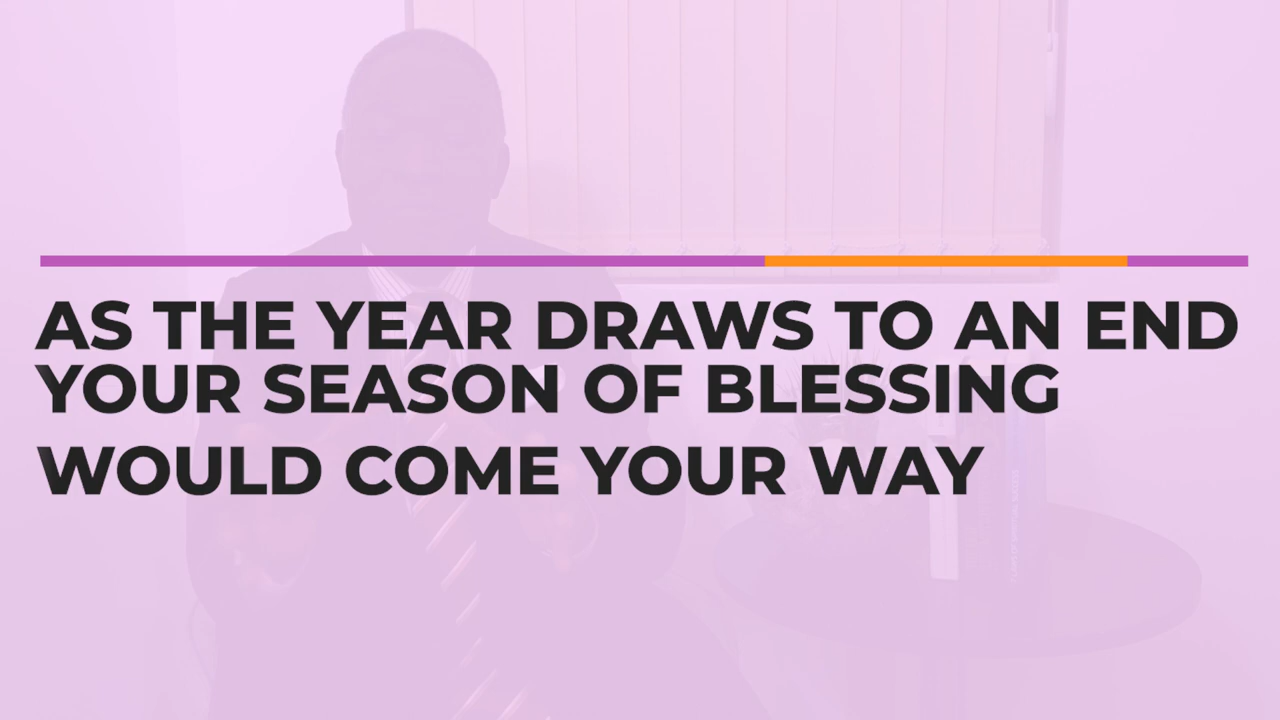 AS THE YEAR DRAWS TO AN END
YOUR SEASON OF BLESSING
WOULD COME YOUR WAY